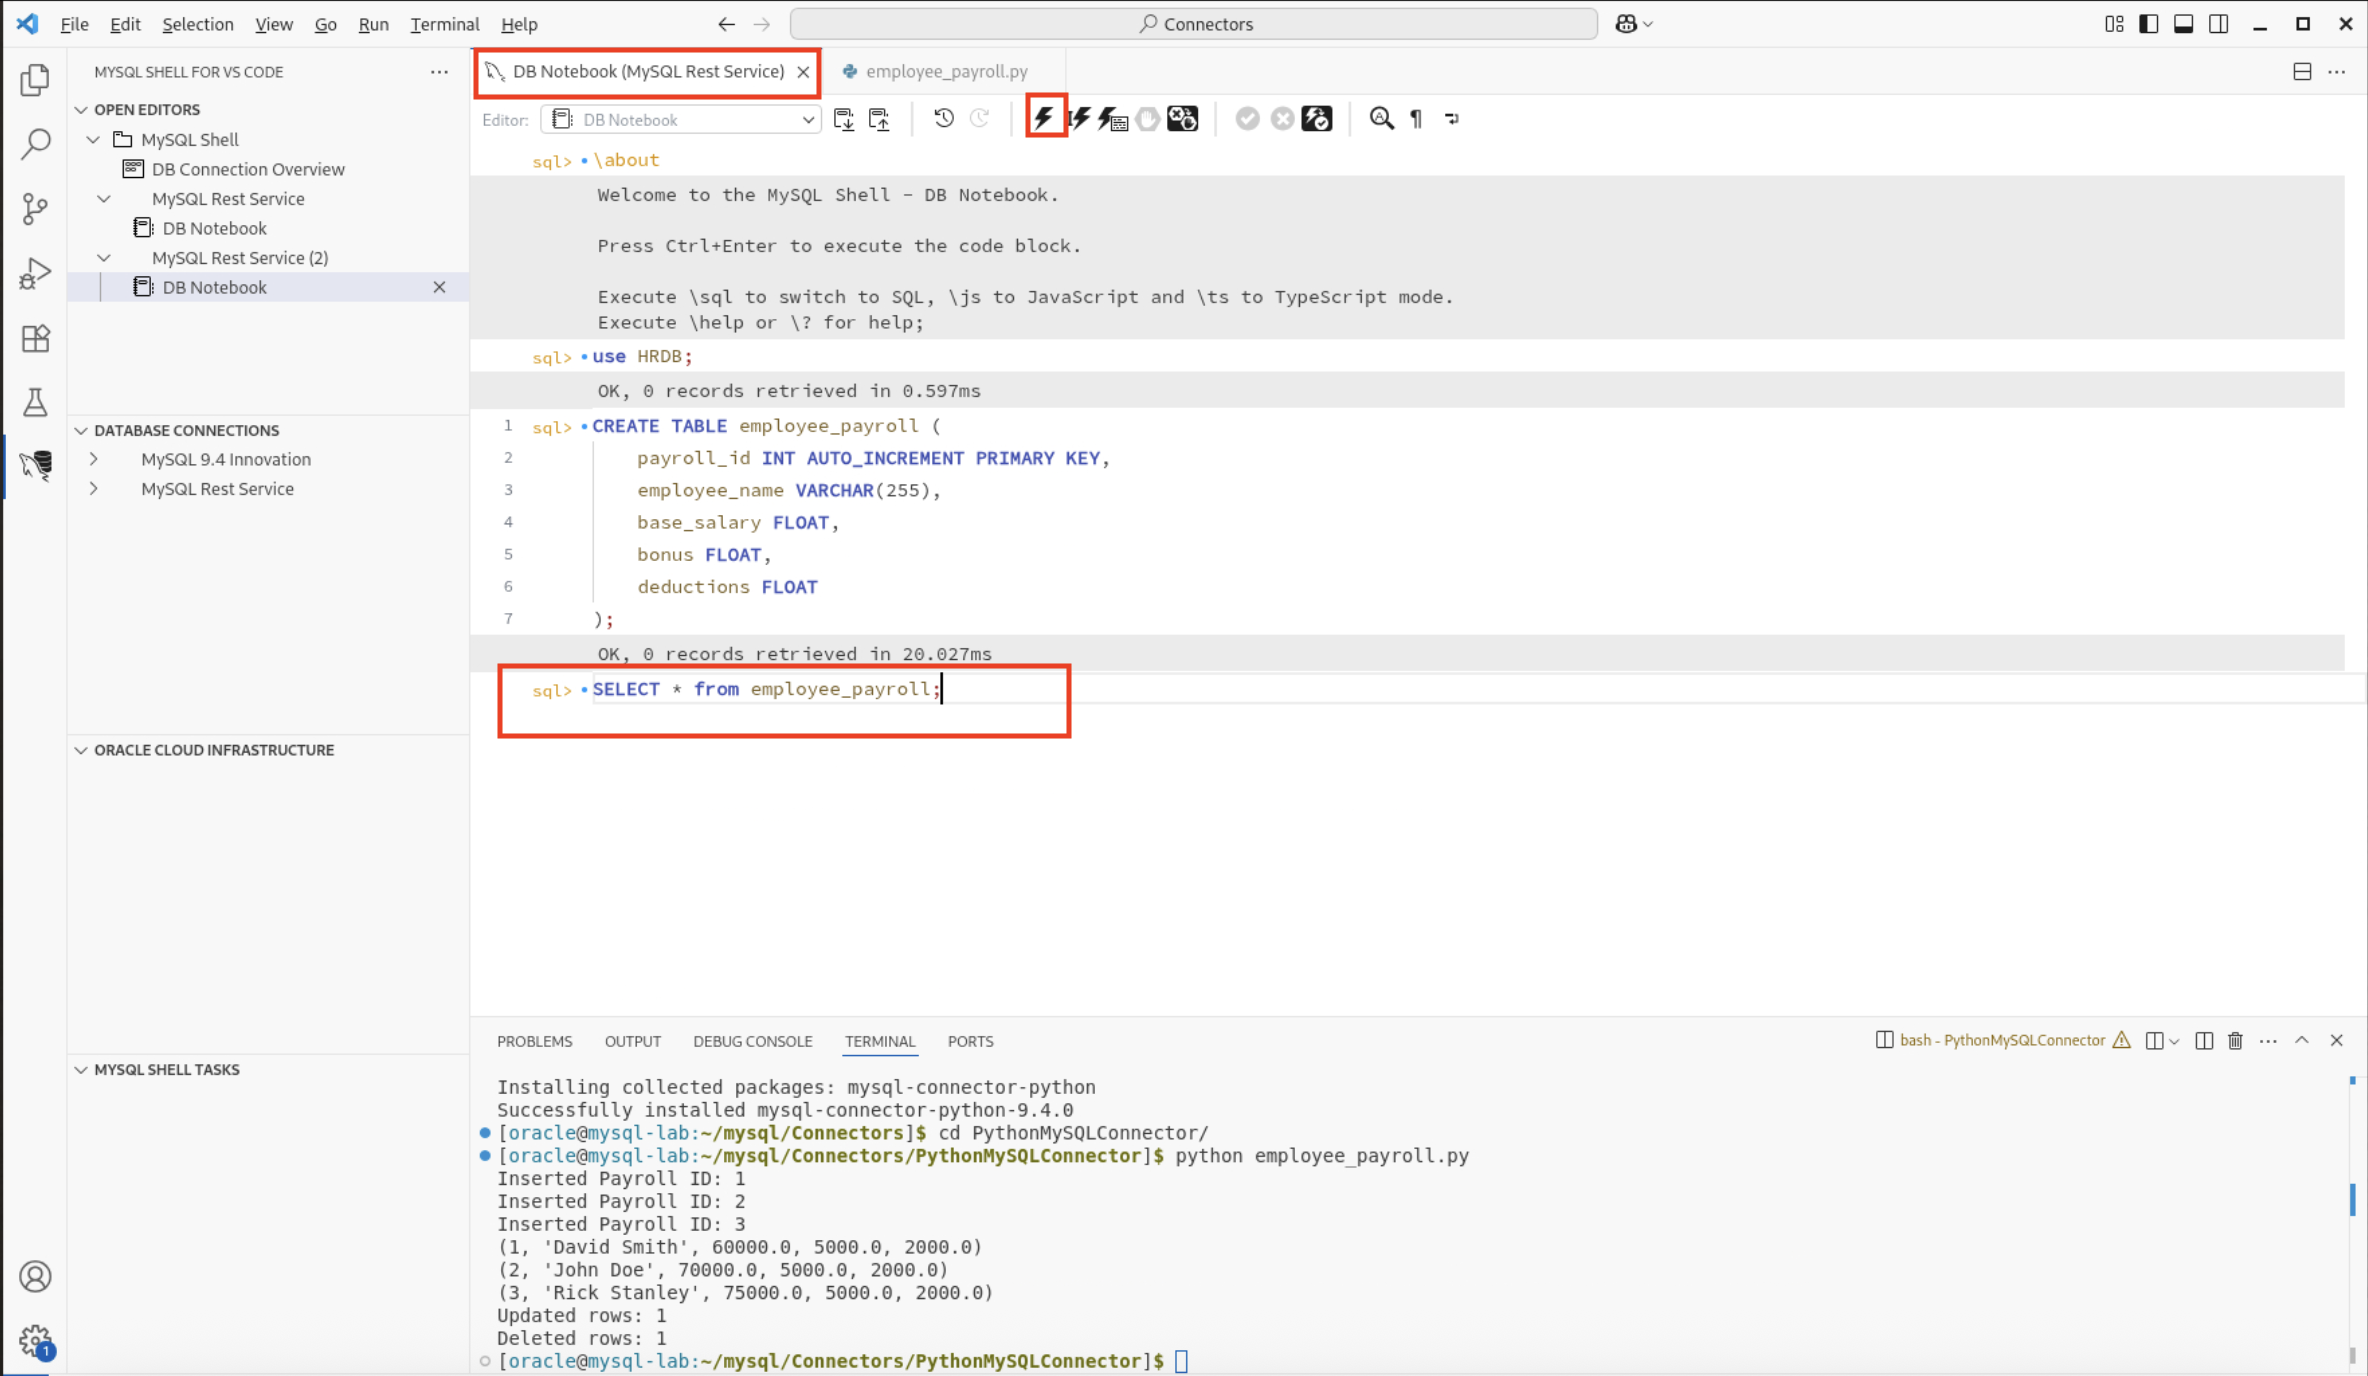 File Edit Selection View Go Run Terminal Help
Connectors
MYSQL SHELL FOR VS CODE
OPEN EDITORS
MySQL Shell
DB Connection Overview
MySQL Rest Service
DB Notebook
MySQL Rest Service (2)
DB Notebook
DATABASE CONNECTIONS
MySQL 9.4 Innovation
MySQL Rest Service
ORACLE CLOUD INFRASTRUCTURE
MYSQL SHELL TASKS
1
DB Notebook (MySQL Rest Service)
employee_payroll.py
Editor: DB Notebook
sql> \about
Welcome to the MySQL Shell - DB Notebook.
Press Ctrl+Enter to execute the code block.
Execute \sql to switch to SQL, \js to JavaScript and \ts to TypeScript mode.
Execute \help or \? for help;
sql> use HRDB;
OK, 0 records retrieved in 0.597ms
1 sql> CREATE TABLE employee_payroll (
2 payroll_id INT AUTO_INCREMENT PRIMARY KEY,
3 employee_name VARCHAR(255),
4 base_salary FLOAT,
5 bonus FLOAT,
6 deductions FLOAT
7 );
OK, 0 records retrieved in 20.027ms
sql> SELECT * from employee_payroll;
PROBLEMS OUTPUT DEBUG CONSOLE TERMINAL PORTS
bash - PythonMySQLConnector
Installing collected packages: mysql-connector-python
Successfully installed mysql-connector-python-9.4.0
[oracle@mysql-lab:~/mysql/Connectors]$ cd PythonMySQLConnector/
[oracle@mysql-lab:~/mysql/Connectors/PythonMySQLConnector]$ python employee_payroll.py
Inserted Payroll ID: 1
Inserted Payroll ID: 2
Inserted Payroll ID: 3
(1, 'David Smith', 60000.0, 5000.0, 2000.0)
(2, 'John Doe', 70000.0, 5000.0, 2000.0)
(3, 'Rick Stanley', 75000.0, 5000.0, 2000.0)
Updated rows: 1
Deleted rows: 1
[oracle@mysql-lab:~/mysql/Connectors/PythonMySQLConnector]$